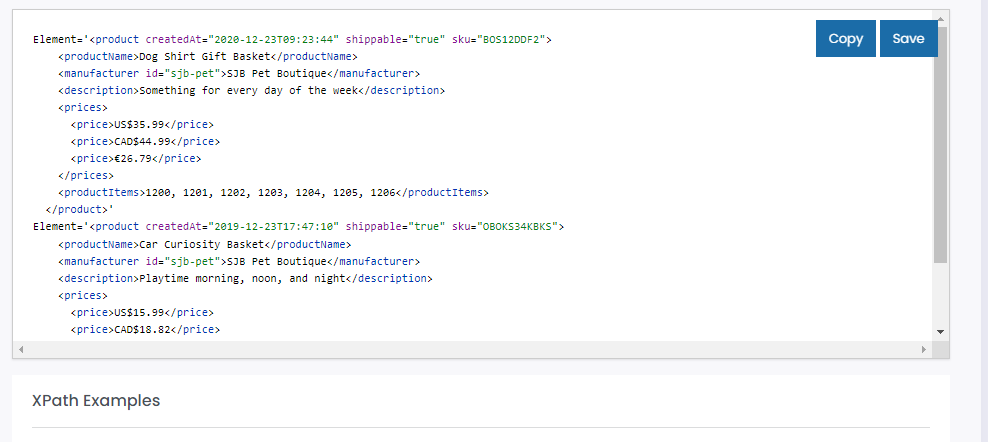 Element='<product createdAt="2020-12-23T09:23:44" shippable="true" sku="BOS12DDF2">
Copy
Save
<productName>Dog Shirt Gift Basket</productName>
<manufacturer id="sjb-pet">SJB Pet Boutique</manufacturer>
<description>Something for every day of the week</description>
<prices>
<price>US$35.99</price>
<price>CAD$44.99</price>
<price>€26.79</price>
</prices>
<productItems>1200, 1201, 1202, 1203, 1204, 1205, 1206</productItems>
</product>'
Element='<product createdAt="2019-12-23T17:47:10" shippable="true" sku="OBOKS34KBKS">
<productName>Car Curiosity Basket</productName>
<manufacturer id="sjb-pet">SJB Pet Boutique</manufacturer>
<description>Playtime morning, noon, and night</description>
<prices>
<price>US$15.99</price>
<price>CAD$18.82</price>
XPath Examples